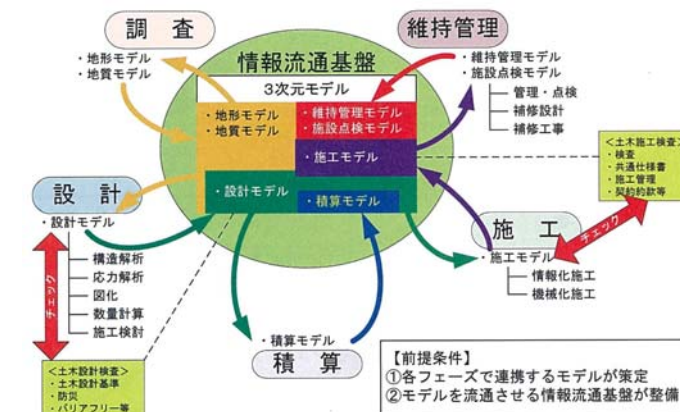 調 査
・地形モデル
・地質モデル
情報流通基盤
3次元モデル
・地形モデル
・地質モデル
・維持管理モデル
・施設点検モデル
・施工モデル
・設計モデル
・積算モデル
維持管理
・維持管理モデル
・施設点検モデル
管理・点検
補修設計
補修工事
<土木施工検査>
・検査
・共通仕様書
・施工管理
・契約約款等
チェック
施 工
・施工モデル
情報化施工
機械化施工
設 計
・設計モデル
構造解析
応力解析
図化
数量計算
施工検討
チェック
<土木設計検査>
・土木設計基準
・防災
・バリアフリー等
・積算モデル
積 算
【前提条件】
①各フェーズで連携するモデルが策定
②モデルを流通させる情報流通基盤が整備